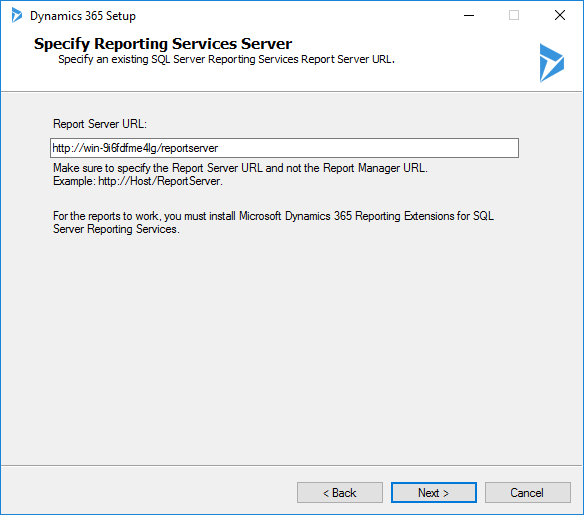 Dynamics 365 Setup
Specify Reporting Services Server
Specify an existing SQL Server Reporting Services Report Server URL.
Report Server URL:
http://win-9i6fdfme4lg/reportserver
Make sure to specify the Report Server URL and not the Report Manager URL.
Example: http://Host/ReportServer.
For the reports to work, you must install Microsoft Dynamics 365 Reporting Extensions for SQL
Server Reporting Services.
< Back
Next >
Cancel